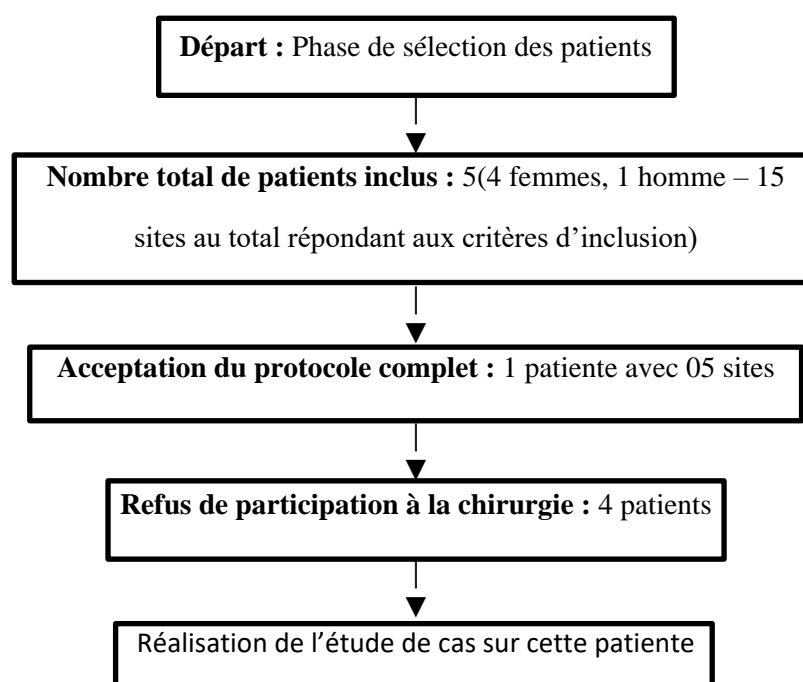 Départ : Phase de sélection des patients
Nombre total de patients inclus : 5(4 femmes, 1 homme – 15
sites au total répondant aux critères d’inclusion)
Acceptation du protocole complet : 1 patiente avec 05 sites
Refus de participation à la chirurgie : 4 patients
Réalisation de l’étude de cas sur cette patiente